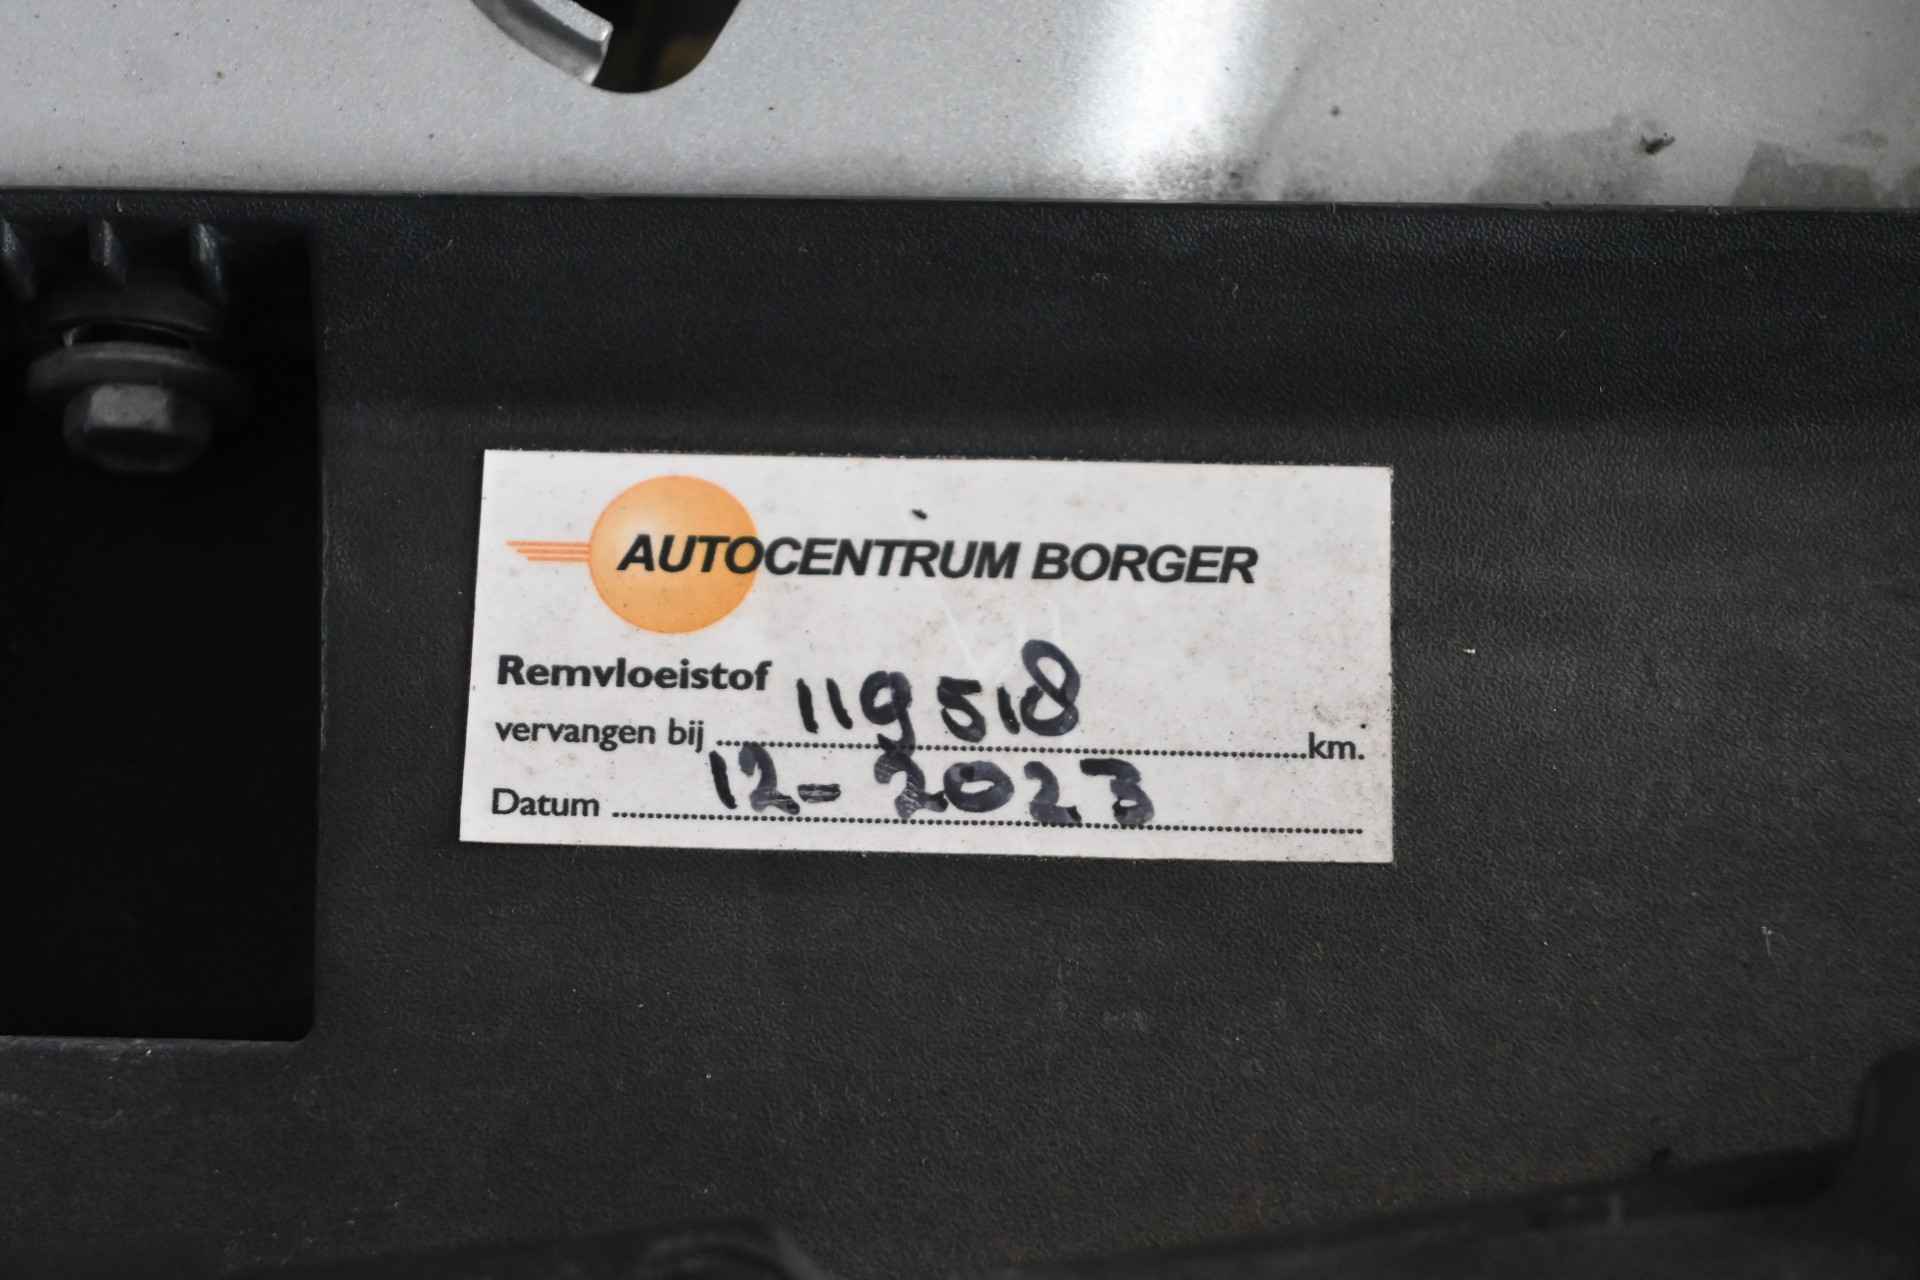 AUTOCENTRUM BORGER
Remvloeistof
vervangen bij 119518 km.
Datum 12-2023